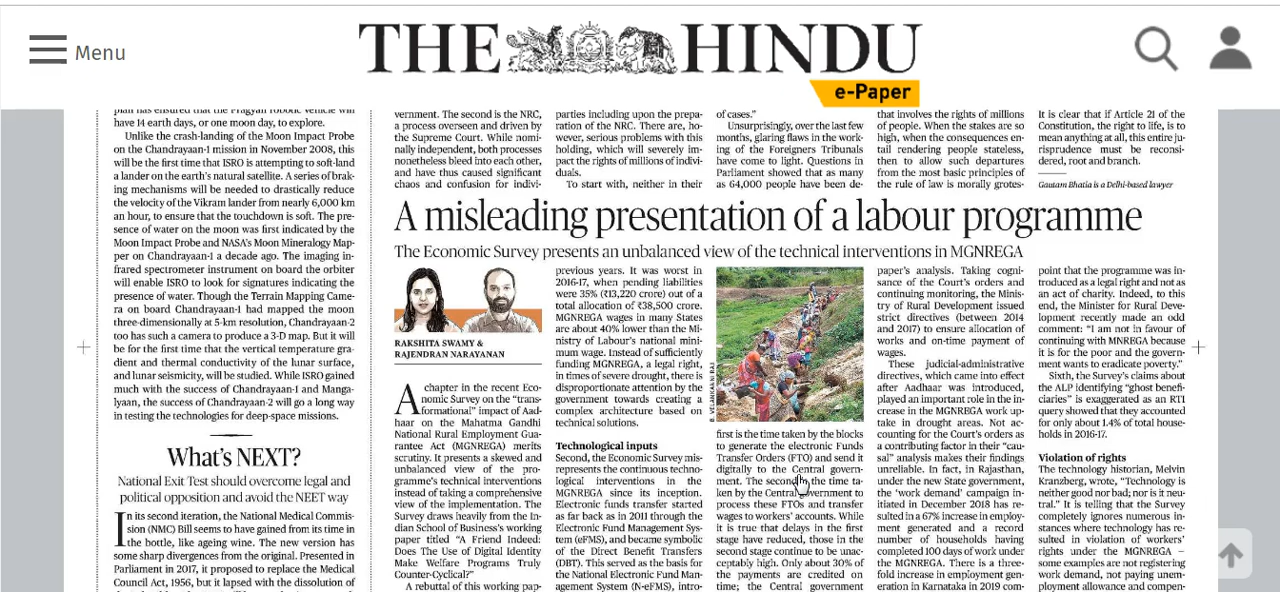 Menu
THE HINDU
e-Paper
plan has ensured that the Pragyan robotic vehicle will
have 14 earth days, or one moon day, to explore.
Unlike the crash-landing of the Moon Impact Probe
on the Chandrayaan-1 mission in November 2008, this
will be the first time that ISRO is attempting to soft-land
a lander on the earth's natural satellite. A series of brak-
ing mechanisms will be needed to drastically reduce
the velocity of the Vikram lander from nearly 6,000 km
an hour, to ensure that the touchdown is soft. The pre-
sence of water on the moon was first indicated by the
Moon Impact Probe and NASA's Moon Mineralogy Map-
per on Chandrayaan-1 a decade ago. The imaging in-
frared spectrometer instrument on board the orbiter
will enable ISRO to look for signatures indicating the
presence of water. Though the Terrain Mapping Came-
ra on board Chandrayaan-1 had mapped the moon
three-dimensionally at 5-km resolution, Chandrayaan-2
too has such a camera to produce a 3-D map. But it will
be for the first time that the vertical temperature gra-
dient and thermal conductivity of the lunar surface,
and lunar seismicity, will be studied. While ISRO gained
much with the success of Chandrayaan-1 and Manga-
lyaan, the success of Chandrayaan-2 will go a long way
in testing the technologies for deep-space missions.
What's NEXT?
National Exit Test should overcome legal and
political opposition and avoid the NEET way
In its second iteration, the National Medical Commis-
sion (NMC) Bill seems to have gained from its time in
the bottle, like ageing wine. The new version has
some sharp divergences from the original. Presented in
Parliament in 2017, it proposed to replace the Medical
Council Act, 1956, but it lapsed with the dissolution of
vernment. The second is the NRC,
a process overseen and driven by
the Supreme Court. While nomi-
nally independent, both processes
nonetheless bleed into each other,
and have thus caused significant
chaos and confusion for indivi-
parties including upon the prepa-
ration of the NRC. There are, ho-
wever, serious problems with this
holding, which will severely im-
pact the rights of millions of indivi-
duals.
To start with, neither in their
of cases."
Unsurprisingly, over the last few
months, glaring flaws in the work-
ing of the Foreigners Tribunals
have come to light. Questions in
Parliament showed that as many
as 64,000 people have been de-
that involves the rights of millions
of people. When the stakes are so
high, when the consequences en-
tail rendering people stateless,
then to allow such departures
from the most basic principles of
the rule of law is morally grotes-
It is clear that if Article 21 of the
Constitution, the right to life, is to
mean anything at all, this entire ju-
risprudence must be reconsi-
dered, root and branch.
Gautam Bhatia is a Delhi-based lawyer
A misleading presentation of a labour programme
The Economic Survey presents an unbalanced view of the technical interventions in MGNREGA
RAKSHITA SWAMY &
RAJENDRAN NARAYANAN
A chapter in the recent Eco-
nomic Survey on the "trans-
formational" impact of Aad-
haar on the Mahatma Gandhi
National Rural Employment Gua-
rantee Act (MGNREGA) merits
scrutiny. It presents a skewed and
unbalanced view of the pro-
gramme's technical interventions
instead of taking a comprehensive
view of the implementation. The
Survey draws heavily from the In-
dian School of Business's working
paper titled "A Friend Indeed:
Does The Use of Digital Identity
Make Welfare Programs Truly
Counter-Cyclical?"
A rebuttal of this working pap-
previous years. It was worst in
2016-17, when pending liabilities
were 35% (₹13,220 crore) out of a
total allocation of ₹38,500 crore.
MGNREGA wages in many States
are about 40% lower than the Mi-
nistry of Labour's national mini-
mum wage. Instead of sufficiently
funding MGNREGA, a legal right,
in times of severe drought, there is
disproportionate attention by the
government towards creating a
complex architecture based on
technical solutions.
Technological inputs
Second, the Economic Survey mis-
represents the continuous techno-
logical interventions in the
MGNREGA since its inception.
Electronic funds transfer started
as far back as in 2011 through the
Electronic Fund Management Sys-
tem (eFMS), and became symbolic
of the Direct Benefit Transfers
(DBT). This served as the basis for
the National Electronic Fund Man-
agement System (N-eFMS), intro-
B. VELANKANNI RAJ
first is the time taken by the blocks
to generate the electronic Funds
Transfer Orders (FTO) and send it
digitally to the Central govern-
ment. The second is the time ta-
ken by the Central government to
process these FTOs and transfer
wages to workers' accounts. While
it is true that delays in the first
stage have reduced, those in the
second stage continue to be unac-
ceptably high. Only about 30% of
the payments are credited on
time; the Central government
paper's analysis. Taking cogni-
sance of the Court's orders and
continuing monitoring, the Minis-
try of Rural Development issued
strict directives (between 2014
and 2017) to ensure allocation of
works and on-time payment of
wages.
These judicial-administrative
directives, which came into effect
after Aadhaar was introduced,
played an important role in the in-
crease in the MGNREGA work up-
take in drought areas. Not ac-
counting for the Court's orders as
a contributing factor in their "cau-
sal" analysis makes their findings
unreliable. In fact, in Rajasthan,
under the new State government,
the 'work demand' campaign in-
itiated in December 2018 has re-
sulted in a 67% increase in employ-
ment generated and a record
number of households having
completed 100 days of work under
the MGNREGA. There is a three-
fold increase in employment gen-
eration in Karnataka in 2019 com-
point that the programme was in-
troduced as a legal right and not as
an act of charity. Indeed, to this
end, the Minister for Rural Deve-
lopment recently made an odd
comment: "I am not in favour of
continuing with MNREGA because
it is for the poor and the govern-
ment wants to eradicate poverty."
Sixth, the Survey's claims about
the ALP identifying "ghost benefi-
ciaries" is exaggerated as an RTI
query showed that they accounted
for only about 1.4% of total house-
holds in 2016-17.
Violation of rights
The technology historian, Melvin
Kranzberg, wrote, "Technology is
neither good nor bad; nor is it neu-
tral." It is telling that the Survey
completely ignores numerous in-
stances where technology has re-
sulted in violation of workers'
rights under the MGNREGA —
some examples are not registering
work demand, not paying unem-
ployment allowance and compen-